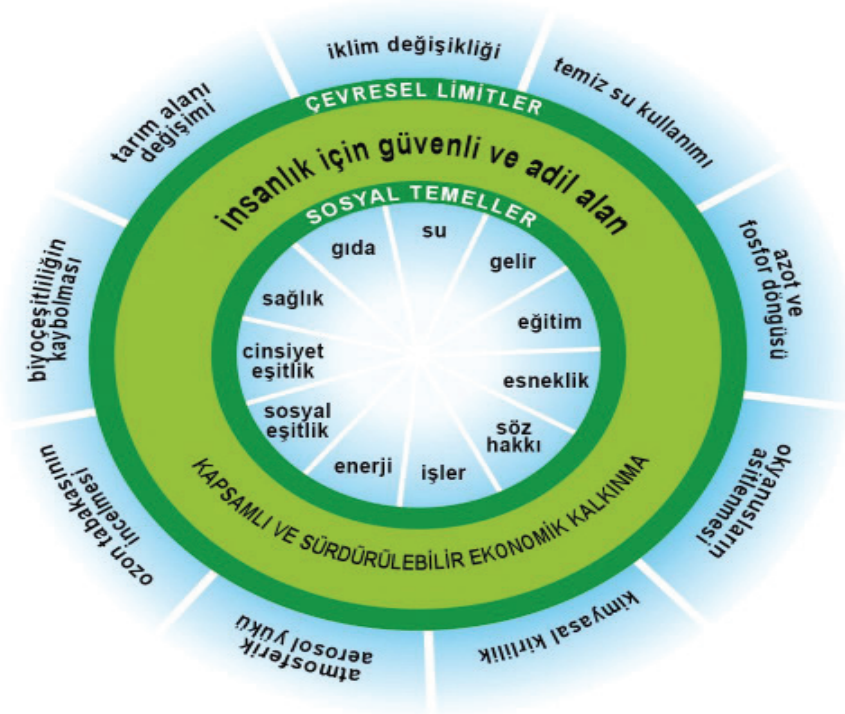 iklim değişikliği
temiz su kullanımı
azot ve
fosfor döngüsü
okyanusların
asitlenmesi
kimyasal kirlilik
atmosferik
aerosol yükü
ozon tabakasının
incelmesi
biyoçeşitliliğin
kaybolması
tarım alanı
değişimi
ÇEVRESEL LİMİTLER
insanlık için güvenli ve adil alan
SOSYAL TEMELLER
su
gelir
eğitim
esneklik
söz
hakkı
işler
enerji
sosyal
eşitlik
cinsiyet
eşitlik
sağlık
gıda
KAPSAMLI VE SÜRDÜRÜLEBİLİR EKONOMİK KALKINMA